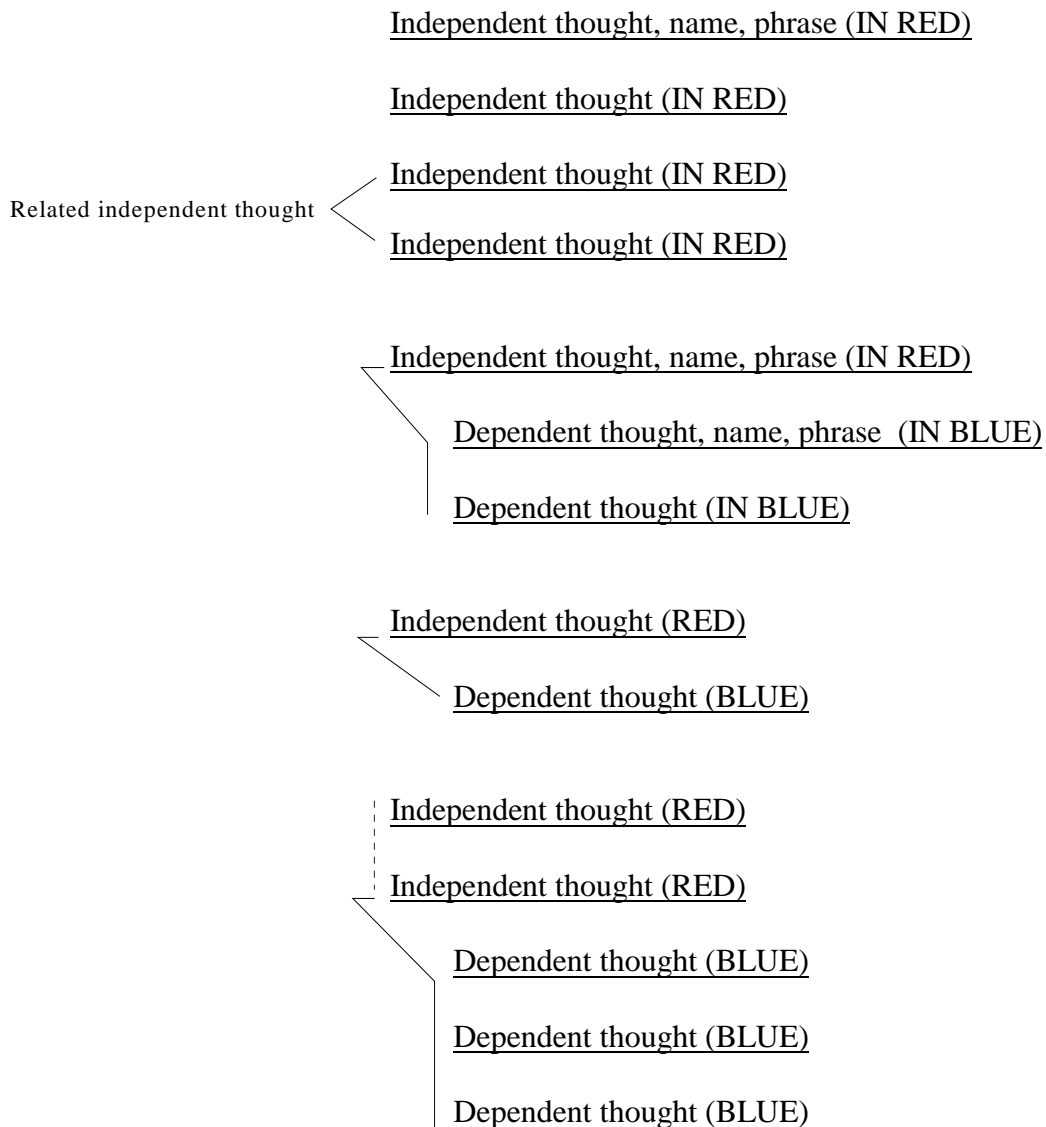 Independent thought, name, phrase (IN RED)
Independent thought (IN RED)
Independent thought (IN RED)
Related independent thought
Independent thought (IN RED)
Independent thought, name, phrase (IN RED)
Dependent thought, name, phrase  (IN BLUE)
Dependent thought (IN BLUE)
Independent thought (RED)
Dependent thought (BLUE)
Independent thought (RED)
Independent thought (RED)
Dependent thought (BLUE)
Dependent thought (BLUE)
Dependent thought (BLUE)